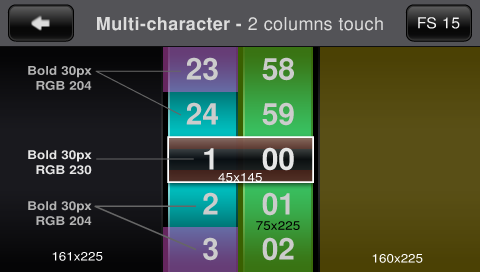 Multi-character - 2 columns touch
FS 15
Bold 30px
RGB 204
23 58
24 59
Bold 30px
RGB 230
1 00
45x145
Bold 30px
RGB 204
2 01
75x225
3 02
161x225
160x225